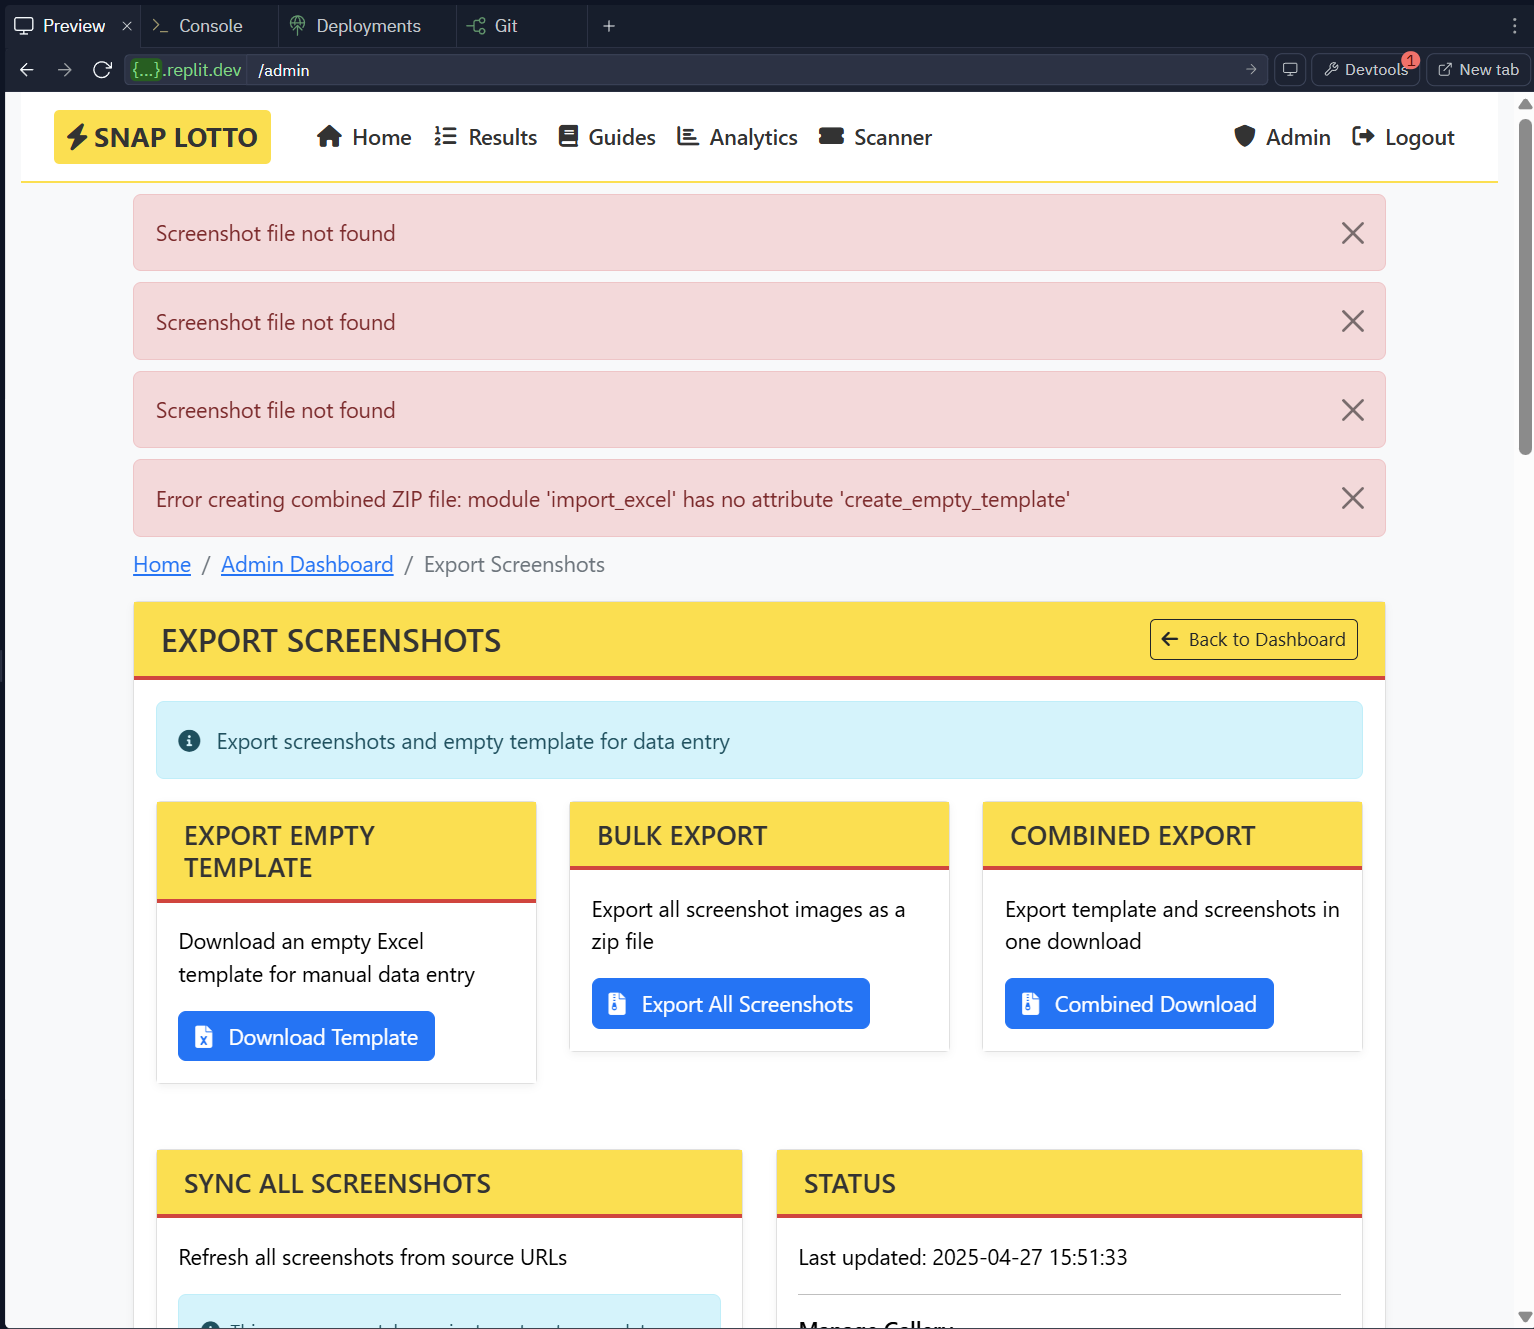 Preview
Console
Deployments
Git
{...}.replit.dev
/admin
Devtools
1
New tab
SNAP LOTTO
Home
Results
Guides
Analytics
Scanner
Admin
Logout
Screenshot file not found
Screenshot file not found
Screenshot file not found
Error creating combined ZIP file: module 'import_excel' has no attribute 'create_empty_template'
Home / Admin Dashboard / Export Screenshots
EXPORT SCREENSHOTS
Back to Dashboard
Export screenshots and empty template for data entry
EXPORT EMPTY
TEMPLATE
Download an empty Excel
template for manual data entry
Download Template
BULK EXPORT
Export all screenshot images as a
zip file
Export All Screenshots
COMBINED EXPORT
Export template and screenshots in
one download
Combined Download
SYNC ALL SCREENSHOTS
Refresh all screenshots from source URLs
STATUS
Last updated: 2025-04-27 15:51:33
Manage Gallery